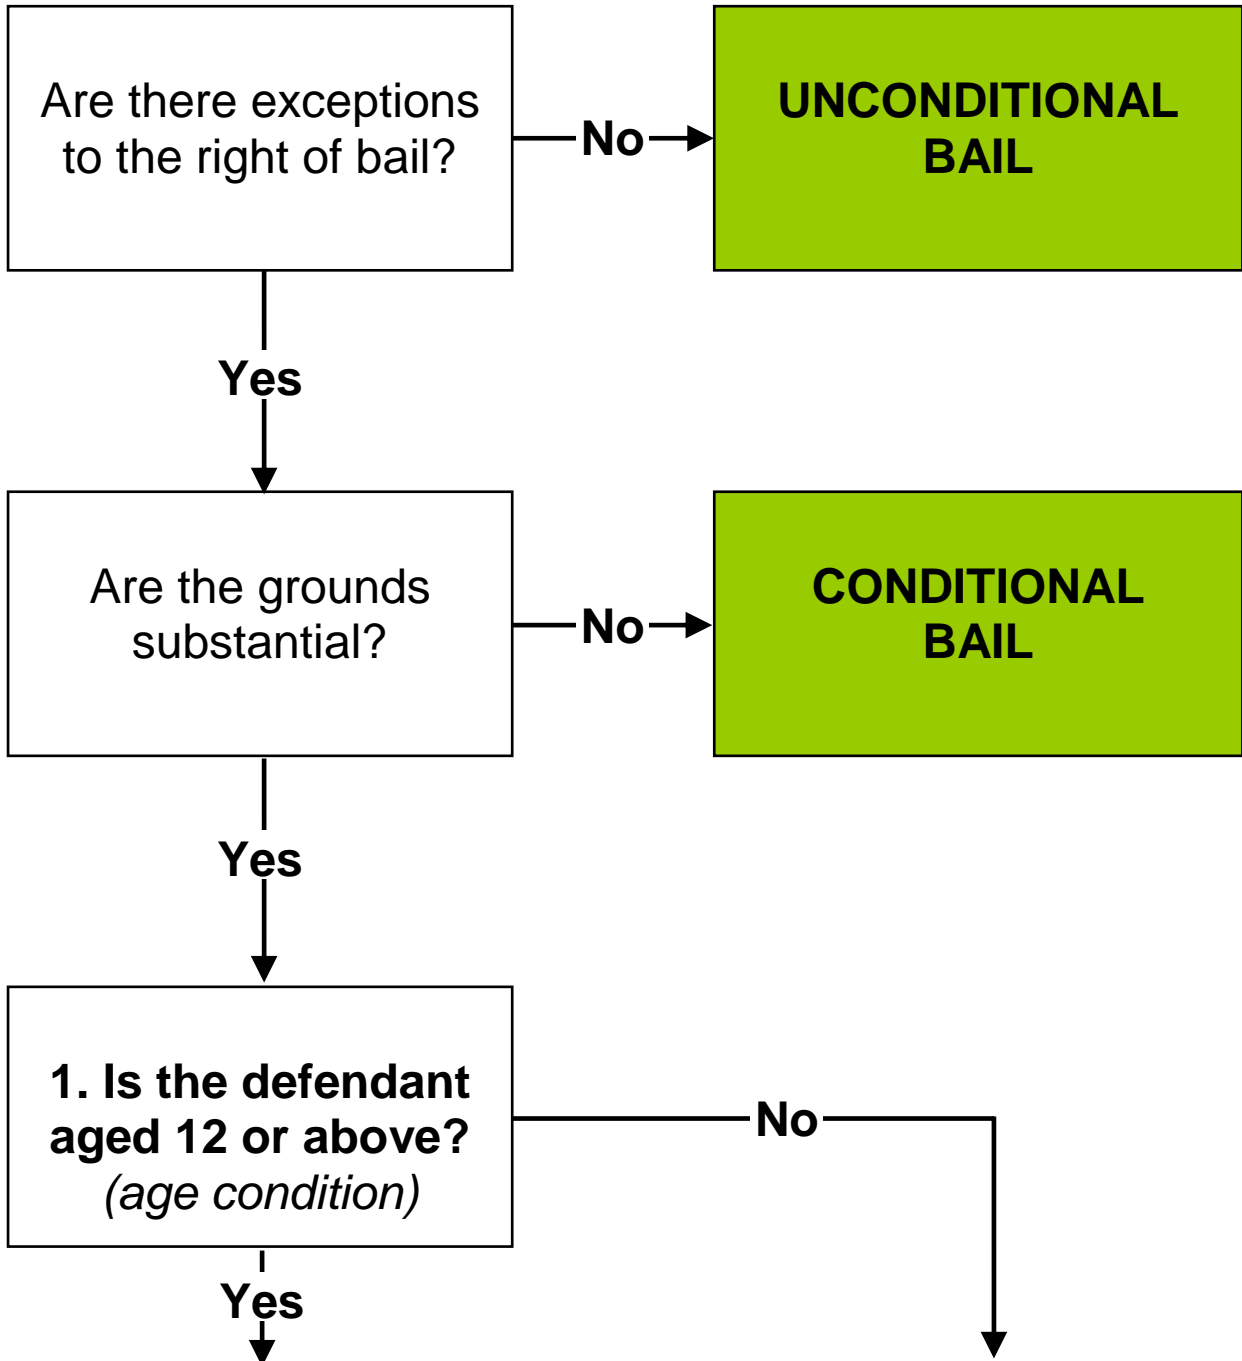 Are there exceptions
to the right of bail?
No
UNCONDITIONAL
BAIL
Yes
Are the grounds
substantial?
No
CONDITIONAL
BAIL
Yes
1. Is the defendant
aged 12 or above?
(age condition)
No
Yes